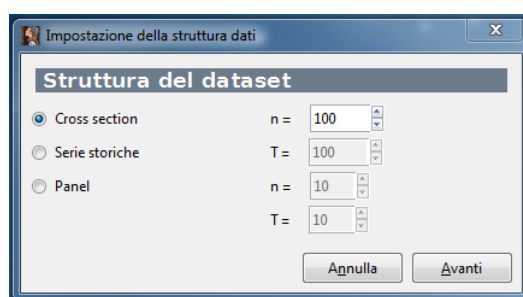 Impostazione della struttura dati
x
Struttura del dataset
Cross section n = 100
Serie storiche T = 100
Panel n = 10
T = 10
Annulla Avanti